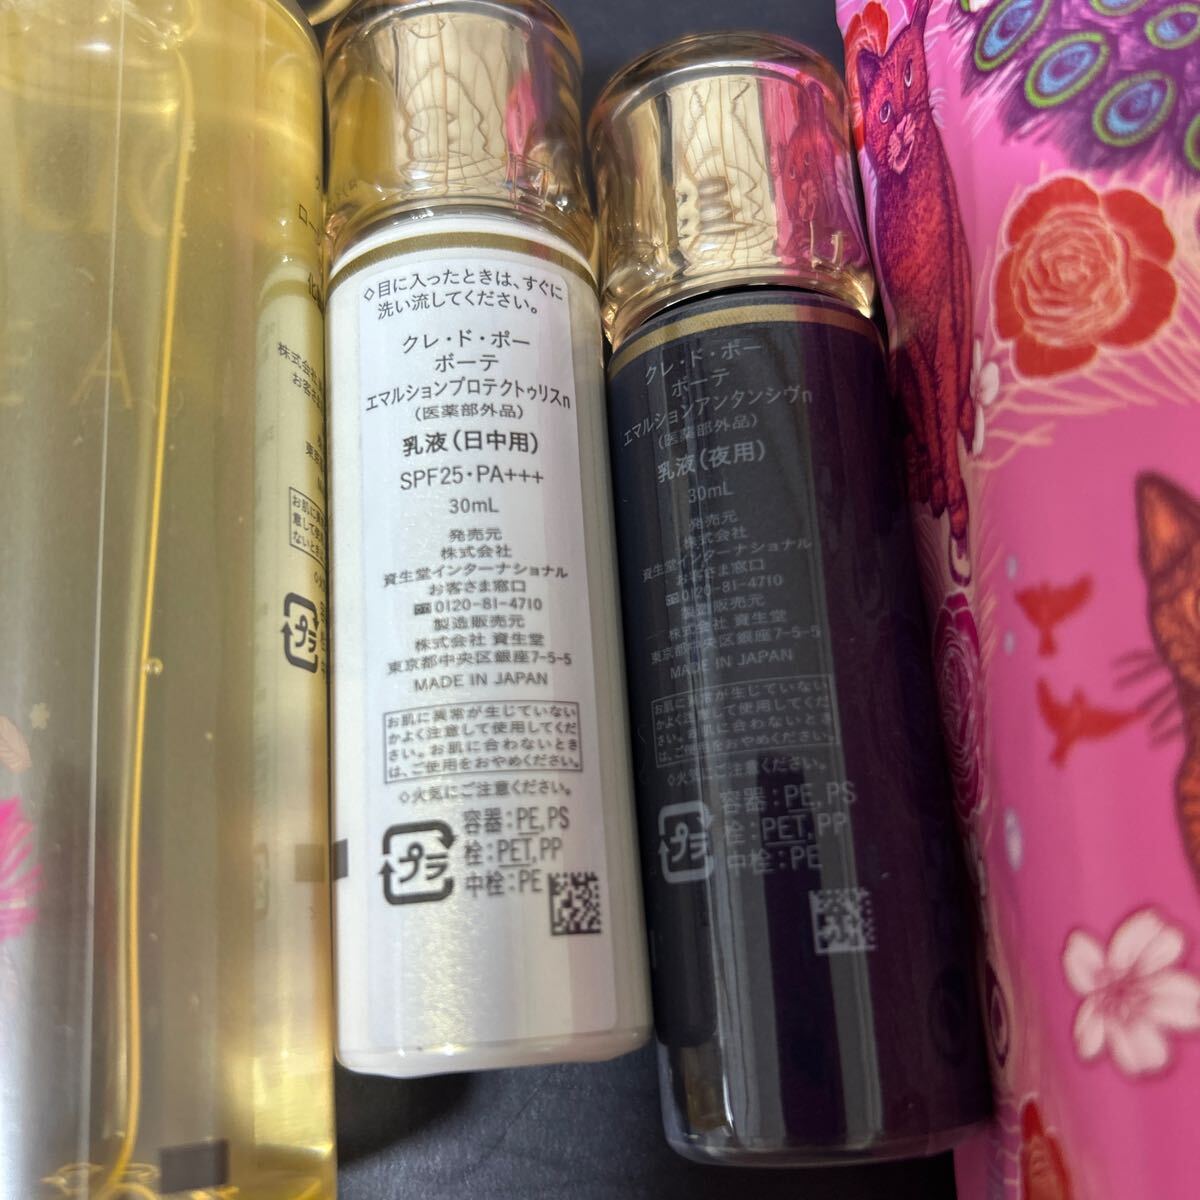 ◇目に入ったときは、すぐに
洗い流してください。
クレ・ド・ポー
ボーテ
エマルションプロテクトゥリスn
(医薬部外品)
乳液(日中用)
SPF25・PA+++
30mL
発売元
株式会社
資生堂インターナショナル
お客さま窓口
0120-81-4710
製造販売元
株式会社 資生堂
東京都中央区銀座7-5-5
MADE IN JAPAN
お肌に異常が生じていない
かよく注意して使用してくだ
さい。お肌に合わないとき
は、ご使用をおやめください。
◇火気にご注意ください。
プラ
容器:PE,PS
栓:PET,PP
中栓:PE
クレ・ド・ポー
ボーテ
エマルションアンタンシヴn
(医薬部外品)
乳液(夜用)
30mL
発売元
株式会社
資生堂インターナショナル
お客さま窓口
0120-81-4710
製造販売元
株式会社 資生堂
東京都中央区銀座7-5-5
MADE IN JAPAN
お肌に異常が生じていない
かよく注意して使用してくだ
さい。お肌に合わないとき
は、ご使用をおやめください。
◇火気にご注意ください。
プラ
容器:PE,PS
栓:PET,PP
中栓:PE
株式会社
プラ